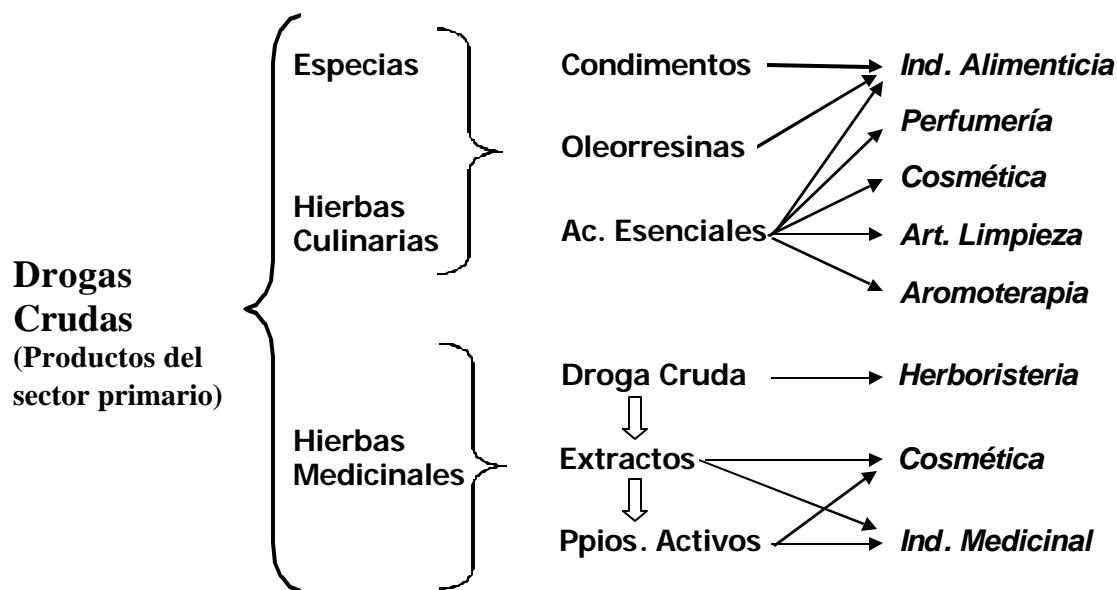 Drogas
Crudas
(Productos del
sector primario)
Especias
Hierbas
Culinarias
Hierbas
Medicinales
Condimentos
Oleorresinas
Ac. Esenciales
Droga Cruda
Extractos
Ppios. Activos
Ind. Alimenticia
Perfumería
Cosmética
Art. Limpieza
Aromoterapia
Herboristeria
Cosmética
Ind. Medicinal